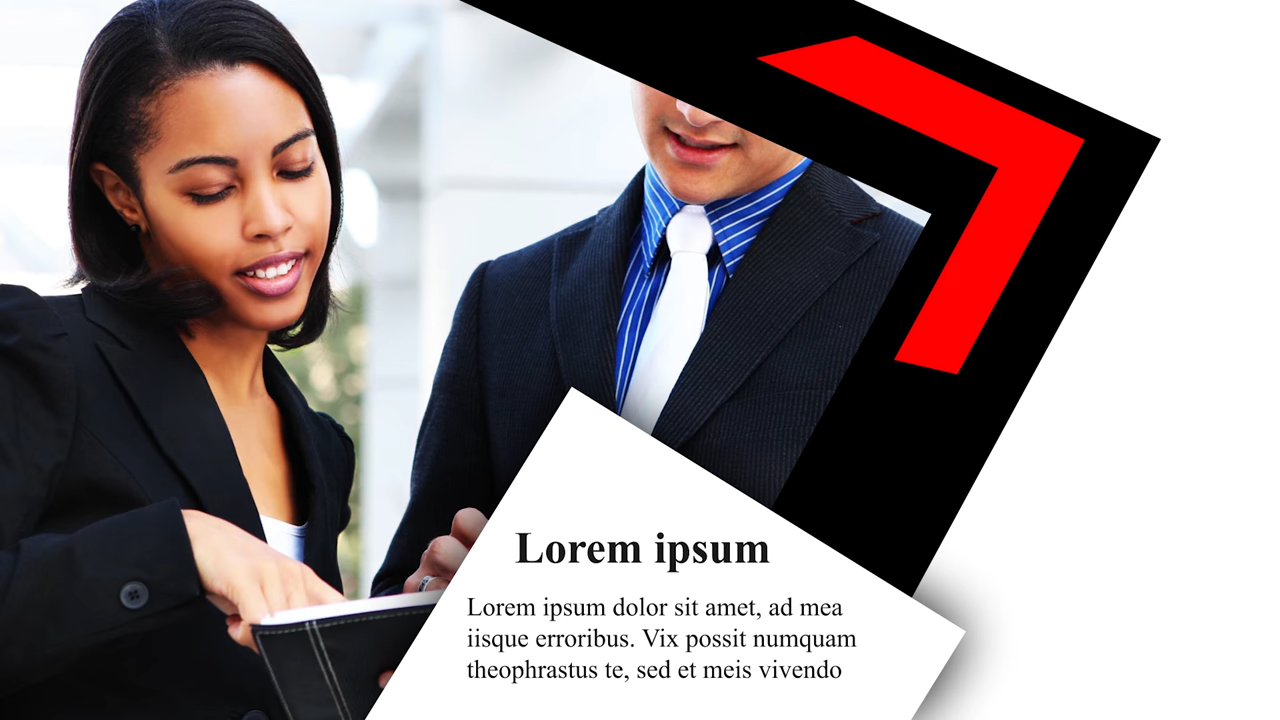 Lorem ipsum
Lorem ipsum dolor sit amet, ad mea
iisque erroribus. Vix possit numquam
theophrastus te, sed et meis vivendo